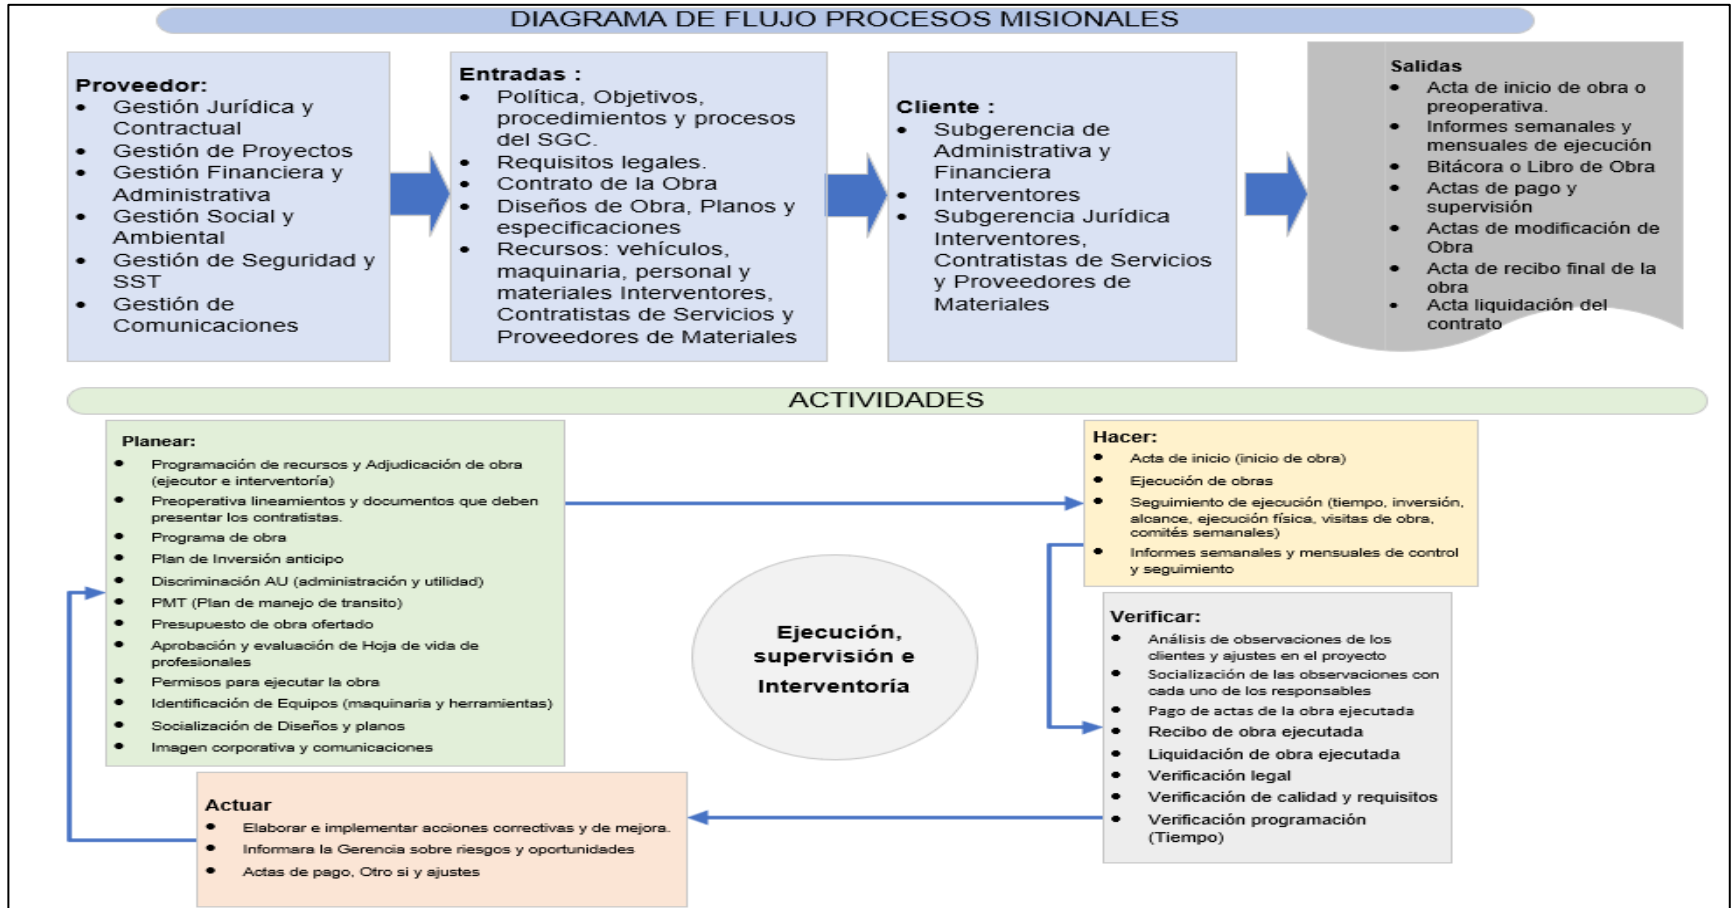 DIAGRAMA DE FLUJO PROCESOS MISIONALES
Proveedor:
• Gestión Jurídica y
Contractual
• Gestión de Proyectos
• Gestión Financiera y
Administrativa
• Gestión Social y
Ambiental
• Gestión de Seguridad y
SST
• Gestión de
Comunicaciones
Entradas :
• Política, Objetivos,
procedimientos y procesos
del SGC.
• Requisitos legales.
• Contrato de la Obra
• Diseños de Obra, Planos y
especificaciones
• Recursos: vehículos,
maquinaria, personal y
materiales Interventores,
Contratistas de Servicios y
Proveedores de Materiales
Cliente :
• Subgerencia de
Administrativa y
Financiera
• Interventores
• Subgerencia Jurídica
Interventores,
Contratistas de Servicios
y Proveedores de
Materiales
Salidas
• Acta de inicio de obra o
preoperativa.
• Informes semanales y
mensuales de ejecución
• Bitácora o Libro de Obra
• Actas de pago y
supervisión
• Actas de modificación de
Obra
• Acta de recibo final de la
obra
• Acta liquidación del
contrato
ACTIVIDADES
Planear:
• Programación de recursos y Adjudicación de obra
(ejecutor e interventoría)
• Preoperativa lineamientos y documentos que deben
presentar los contratistas.
• Programa de obra
• Plan de Inversión anticipo
• Discriminación AU (administración y utilidad)
• PMT (Plan de manejo de transito)
• Presupuesto de obra ofertado
• Aprobación y evaluación de Hoja de vida de
profesionales
• Permisos para ejecutar la obra
• Identificación de Equipos (maquinaria y herramientas)
• Socialización de Diseños y planos
• Imagen corporativa y comunicaciones
Hacer:
• Acta de inicio (inicio de obra)
• Ejecución de obras
• Seguimiento de ejecución (tiempo, inversión,
alcance, ejecución física, visitas de obra,
comités semanales)
• Informes semanales y mensuales de control
y seguimiento
Ejecución,
supervisión e
Interventoría
Verificar:
• Análisis de observaciones de los
clientes y ajustes en el proyecto
• Socialización de las observaciones con
cada uno de los responsables
• Pago de actas de la obra ejecutada
• Recibo de obra ejecutada
• Liquidación de obra ejecutada
• Verificación legal
• Verificación de calidad y requisitos
• Verificación programación
(Tiempo)
Actuar
• Elaborar e implementar acciones correctivas y de mejora.
• Informara la Gerencia sobre riesgos y oportunidades
• Actas de pago, Otro si y ajustes